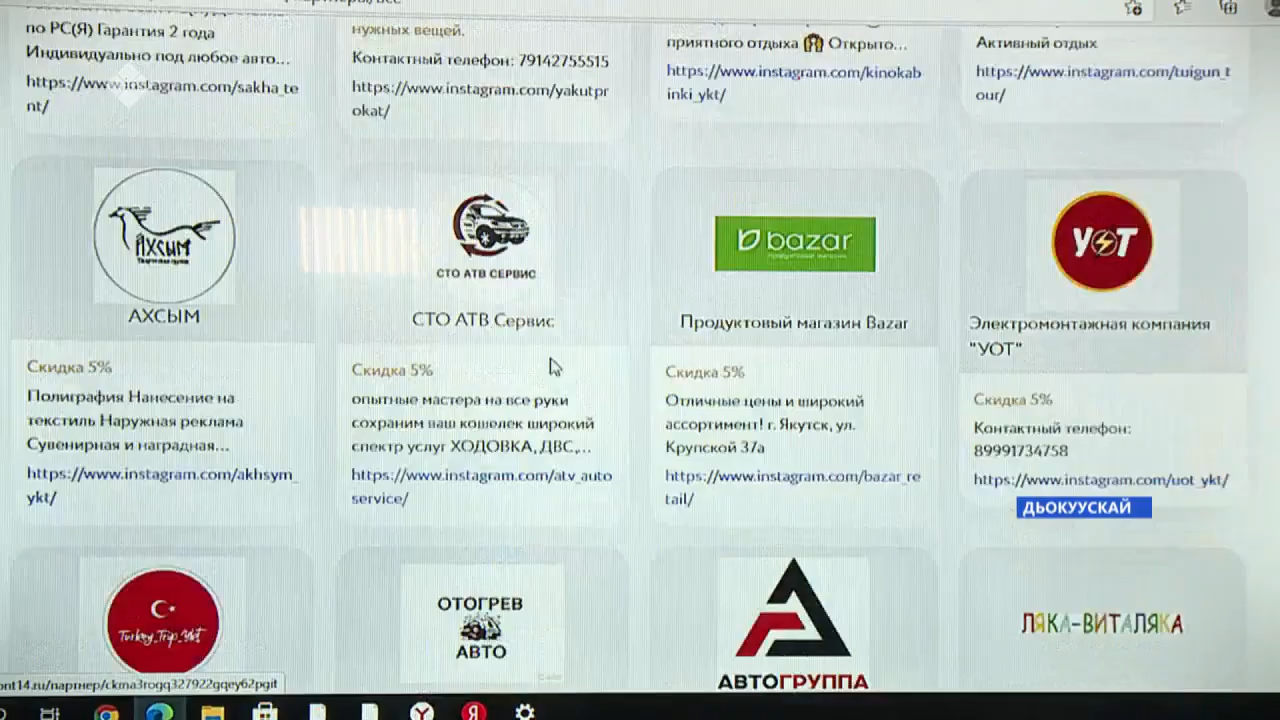 по РС(Я) Гарантия 2 года
Индивидуально под любое авто...
https://www.instagram.com/sakha_te
nt/
нужных вещей.
Контактный телефон: 79142755515
https://www.instagram.com/yakutpr
okat/
приятного отдыха Открыто...
https://www.instagram.com/kinokab
inki_ykt/
Активный отдых
https://www.instagram.com/tuigun_t
our/
АХСЫМ
АХСЫМ
Скидка 5%
Полиграфия Нанесение на
текстиль Наружная реклама
Сувенирная и наградная...
https://www.instagram.com/akhsym_
ykt/
СТО АТВ СЕРВИС
СТО АТВ Сервис
Скидка 5%
опытные мастера на все руки
сохраним ваш кошелек широкий
спектр услуг ХОДОВКА, ДВС,...
https://www.instagram.com/atv_auto
service/
bazar
Продуктовый магазин Bazar
Скидка 5%
Отличные цены и широкий
ассортимент! г. Якутск, ул.
Крупской 37а
https://www.instagram.com/bazar_re
tail/
УОТ
Электромонтажная компания
"УОТ"
Скидка 5%
Контактный телефон:
89991734758
https://www.instagram.com/uot_ykt/
ДЬОКУУСКАЙ
Turkey_Trip_Ykt
ОТОГРЕВ
АВТО
АВТОГРУППА
ЛЯКА-ВИТАЛЯКА
ont14.ru/партнер/ckma3rogq327922gqey62pgit